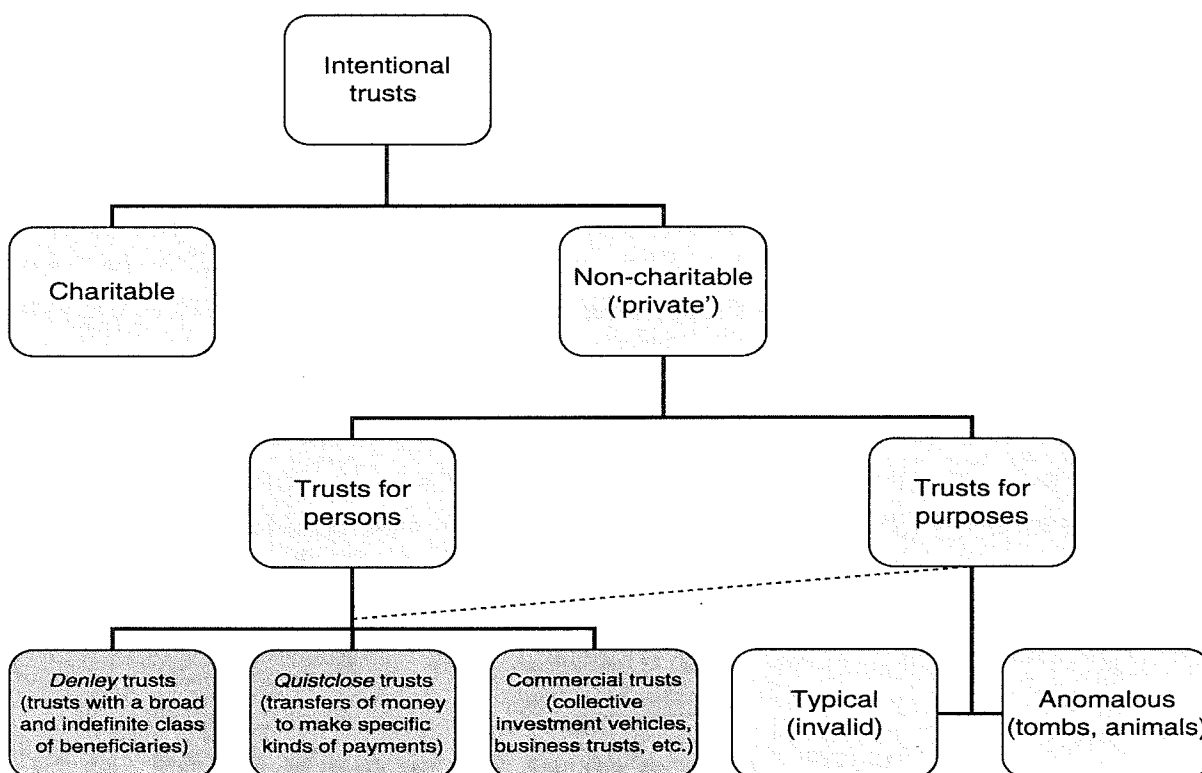 Intentional
trusts
Charitable
Non-charitable
('private')
Trusts for
persons
Trusts for
purposes
Denley trusts
(trusts with a broad
and indefinite class
of beneficiaries)
Quistclose trusts
(transfers of money
to make specific
kinds of payments)
Commercial trusts
(collective
investment vehicles,
business trusts, etc.)
Typical
(invalid)
Anomalous
(tombs, animals)